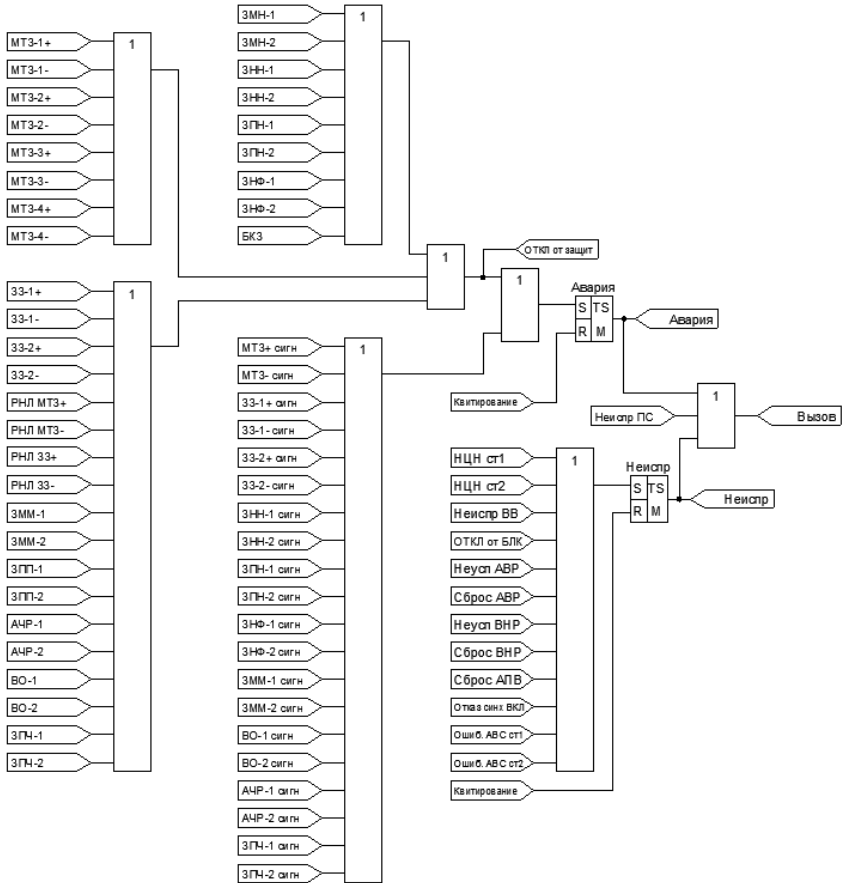 МТЗ-1+
МТЗ-1-
МТЗ-2+
МТЗ-2-
МТЗ-3+
МТЗ-3-
МТЗ-4+
МТЗ-4-
1
ЗЗ-1+
ЗЗ-1-
ЗЗ-2+
ЗЗ-2-
РНЛ МТЗ+
РНЛ МТЗ-
РНЛ ЗЗ+
РНЛ ЗЗ-
ЗММ-1
ЗММ-2
ЗПП-1
ЗПП-2
АЧР-1
АЧР-2
ВО-1
ВО-2
ЗПЧ-1
ЗПЧ-2
1
ЗМН-1
ЗМН-2
ЗНН-1
ЗНН-2
ЗПН-1
ЗПН-2
ЗНФ-1
ЗНФ-2
БКЗ
1
МТЗ+ сигн
МТЗ- сигн
ЗЗ-1+ сигн
ЗЗ-1- сигн
ЗЗ-2+ сигн
ЗЗ-2- сигн
ЗНН-1 сигн
ЗНН-2 сигн
ЗПН-1 сигн
ЗПН-2 сигн
ЗНФ-1 сигн
ЗНФ-2 сигн
ЗММ-1 сигн
ЗММ-2 сигн
ВО-1 сигн
ВО-2 сигн
АЧР-1 сигн
АЧР-2 сигн
ЗПЧ-1 сигн
ЗПЧ-2 сигн
1
1
ОТКЛ от защит
1
Авария
S TS
R M
Квитирование
Авария
НЦН ст1
НЦН ст2
Неиспр ВВ
ОТКЛ от БЛК
Неусп АВР
Сброс АВР
Неусп ВНР
Сброс ВНР
Сброс АПВ
Отказ синх ВКЛ
Ошиб. АВС ст1
Ошиб. АВС ст2
Квитирование
1
Неиспр
S TS
R M
Неиспр
Неиспр ПС
1
Вызов